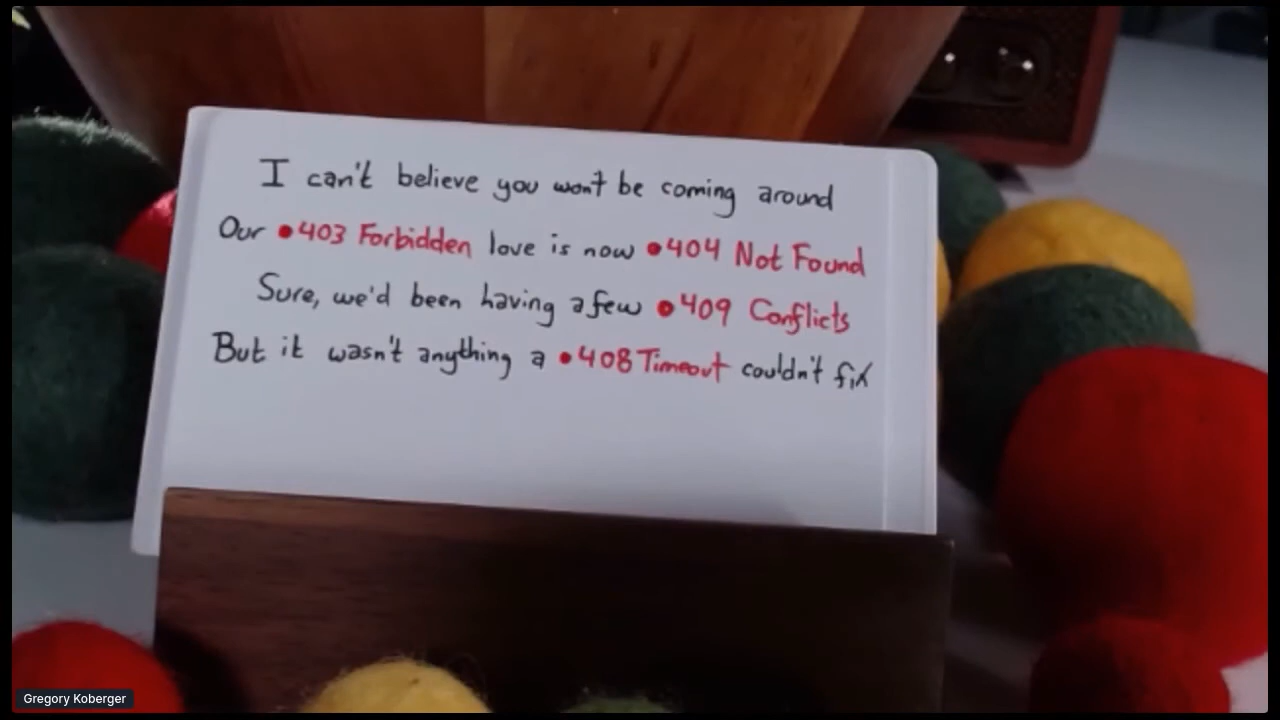 I can't believe you won't be coming around
Our •403 Forbidden love is now •404 Not Found
Sure, we'd been having a few •409 Conflicts
But it wasn't anything a •408 Timeout couldn't fix
Gregory Koberger